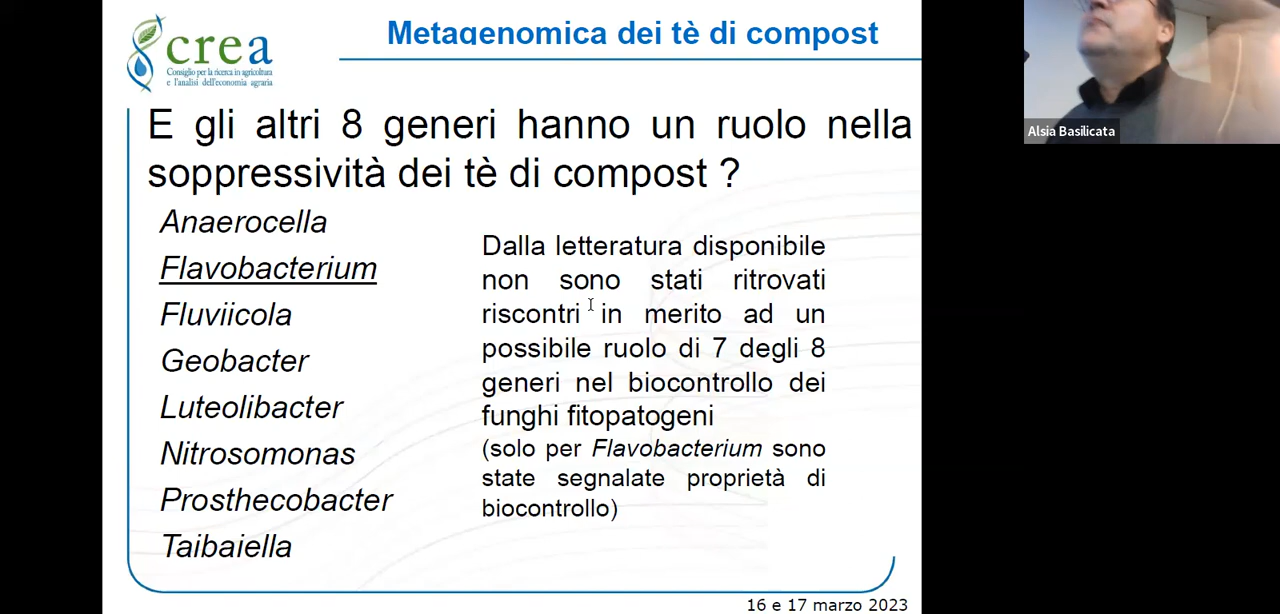 crea
Consiglio per la ricerca in agricoltura
e l'analisi dell'economia agraria
Metagenomica dei tè di compost
Alsia Basilicata
E gli altri 8 generi hanno un ruolo nella
soppressività dei tè di compost ?
Anaerocella
Flavobacterium
Fluviicola
Geobacter
Luteolibacter
Nitrosomonas
Prosthecobacter
Taibaiella
Dalla letteratura disponibile
non sono stati ritrovati
riscontri in merito ad un
possibile ruolo di 7 degli 8
generi nel biocontrollo dei
funghi fitopatogeni
(solo per Flavobacterium sono
state segnalate proprietà di
biocontrollo)
16 e 17 marzo 2023